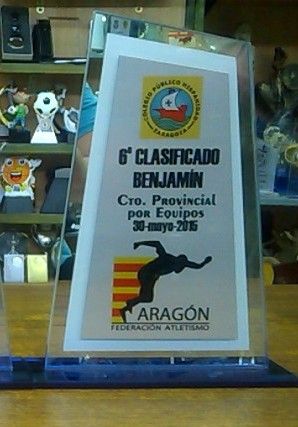 COLEGIO PÚBLICO HISPANIDAD
ZARAGOZA
6º CLASIFICADO
BENJAMÍN
Cto. Provincial
por Equipos
30-mayo-2015
ARAGÓN
FEDERACIÓN ATLETISMO